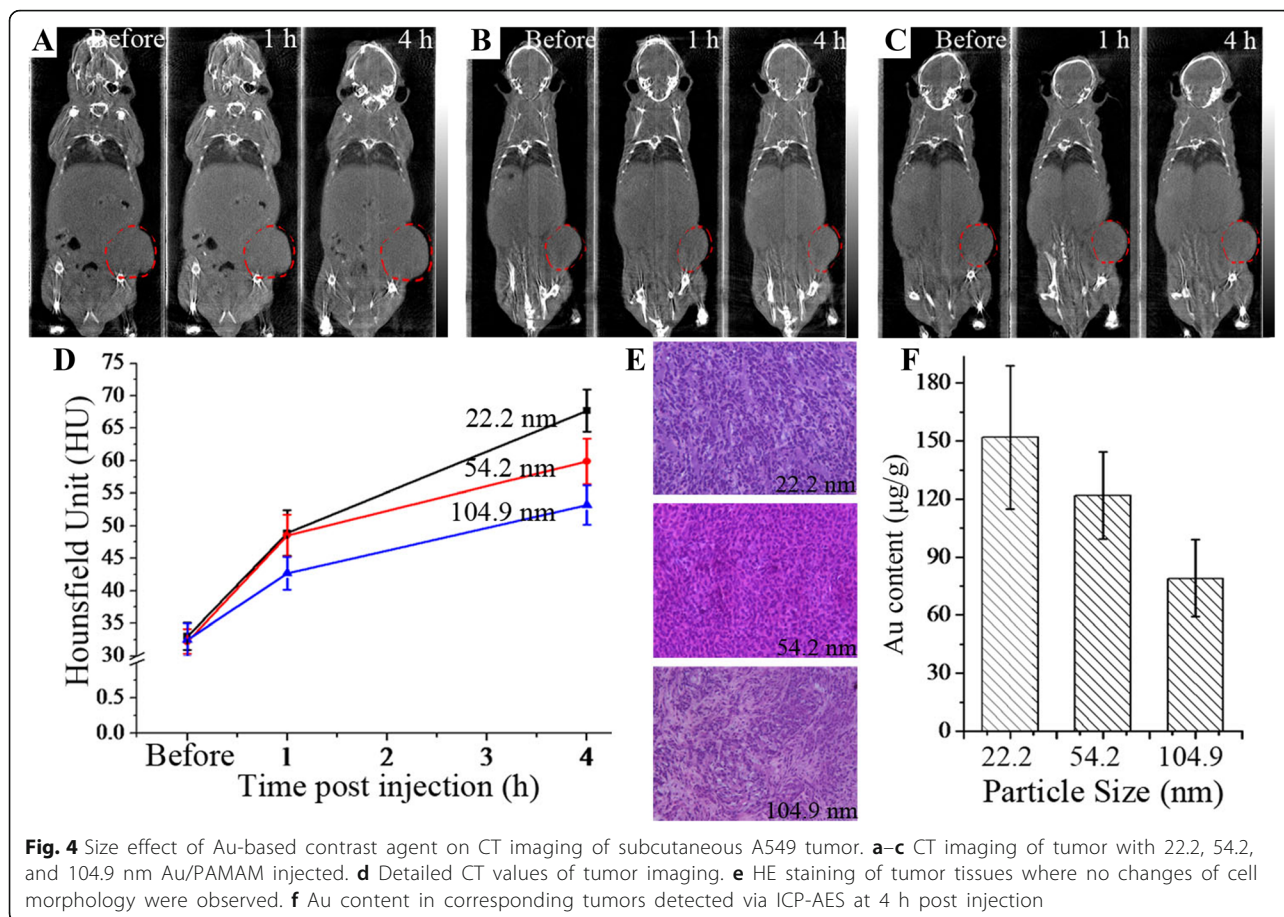 A Before 1 h 4 h
B Before 1 h 4 h
C Before 1 h 4 h
D
75
70
65
60
55
50
45
40
35
30
0.5
0.0
Hounsfield Unit (HU)
22.2 nm
54.2 nm
104.9 nm
Before 1 2 3 4
Time post injection (h)
E
22.2 nm
54.2 nm
104.9 nm
F
180
150
120
90
60
30
0
Au content (µg/g)
22.2 54.2 104.9
Particle Size (nm)
Fig. 4 Size effect of Au-based contrast agent on CT imaging of subcutaneous A549 tumor. a–c CT imaging of tumor with 22.2, 54.2,
and 104.9 nm Au/PAMAM injected. d Detailed CT values of tumor imaging. e HE staining of tumor tissues where no changes of cell
morphology were observed. f Au content in corresponding tumors detected via ICP-AES at 4 h post injection